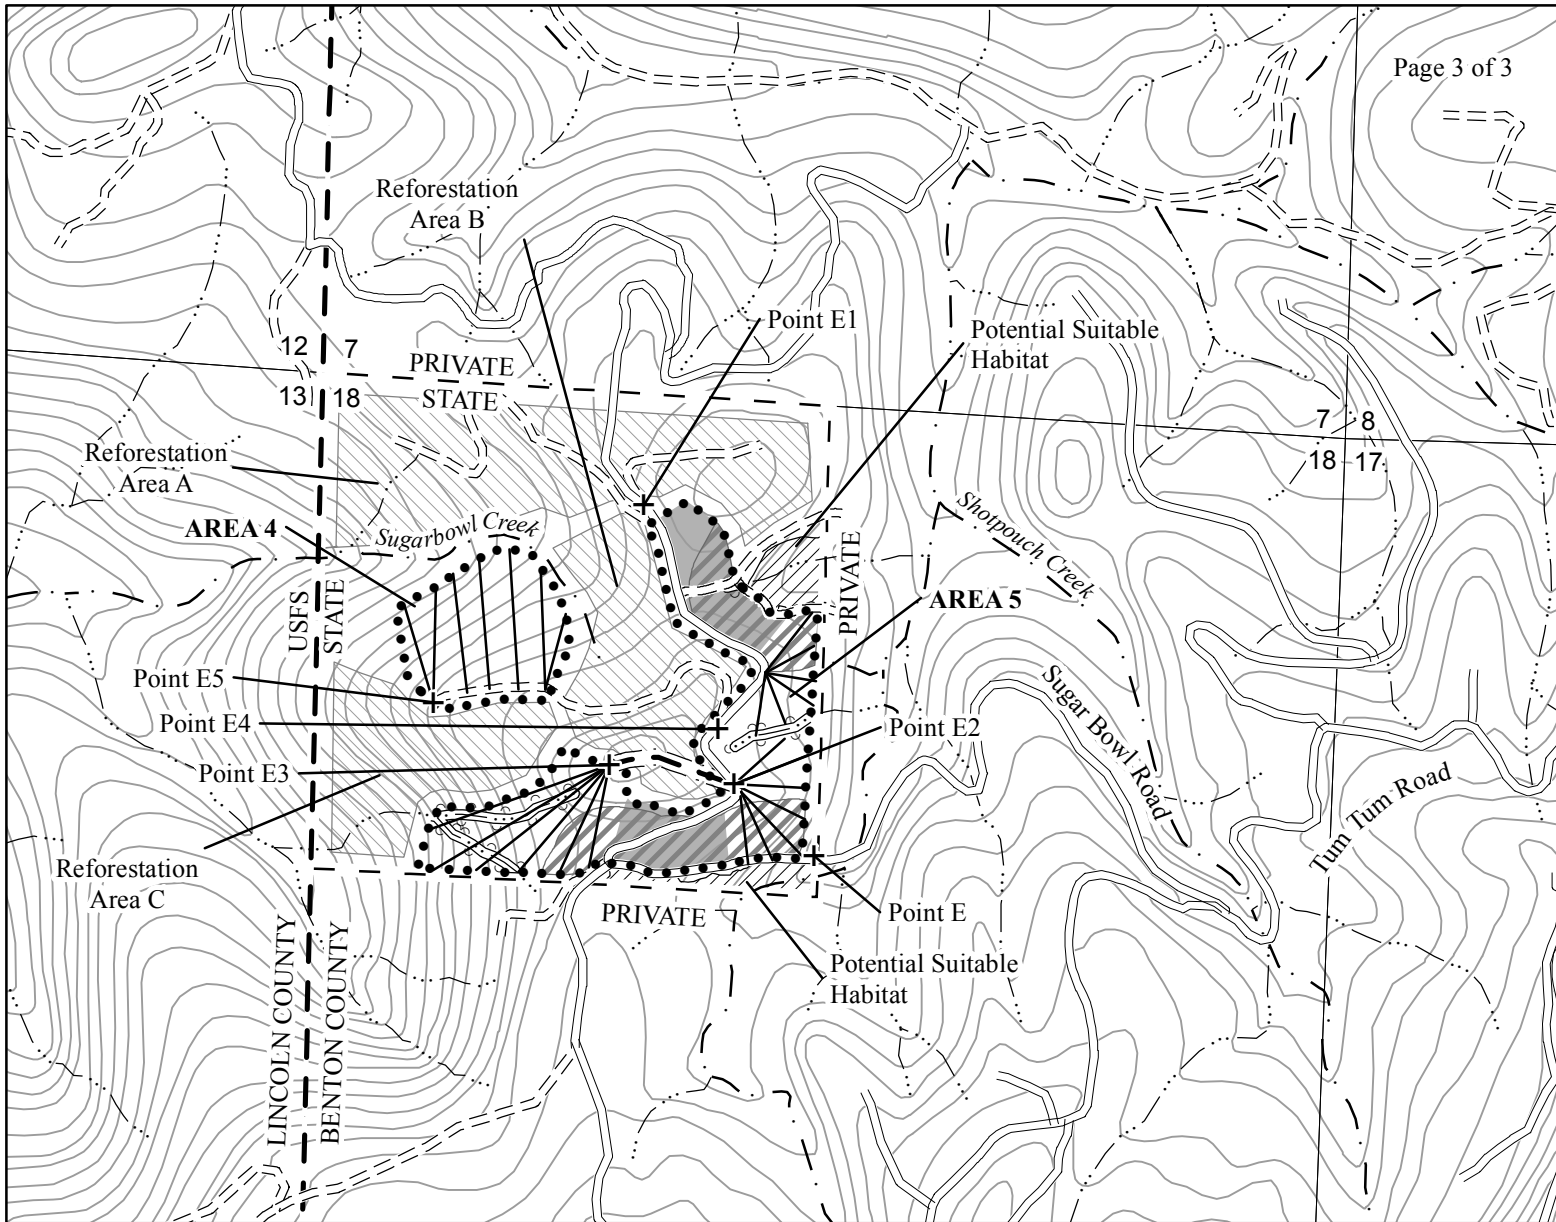 Page 3 of 3
Reforestation
Area B
Point E1
Potential Suitable
Habitat
12
7
PRIVATE
13
18
STATE
7
8
18
17
Reforestation
Area A
AREA 4
Sugarbowl Creek
Shotpouch Creek
PRIVATE
USFS
STATE
AREA 5
Point E5
Point E4
Point E2
Sugar Bowl Road
Point E3
Tum Tum Road
Reforestation
Area C
PRIVATE
Point E
Potential Suitable
Habitat
LINCOLN COUNTY
BENTON COUNTY